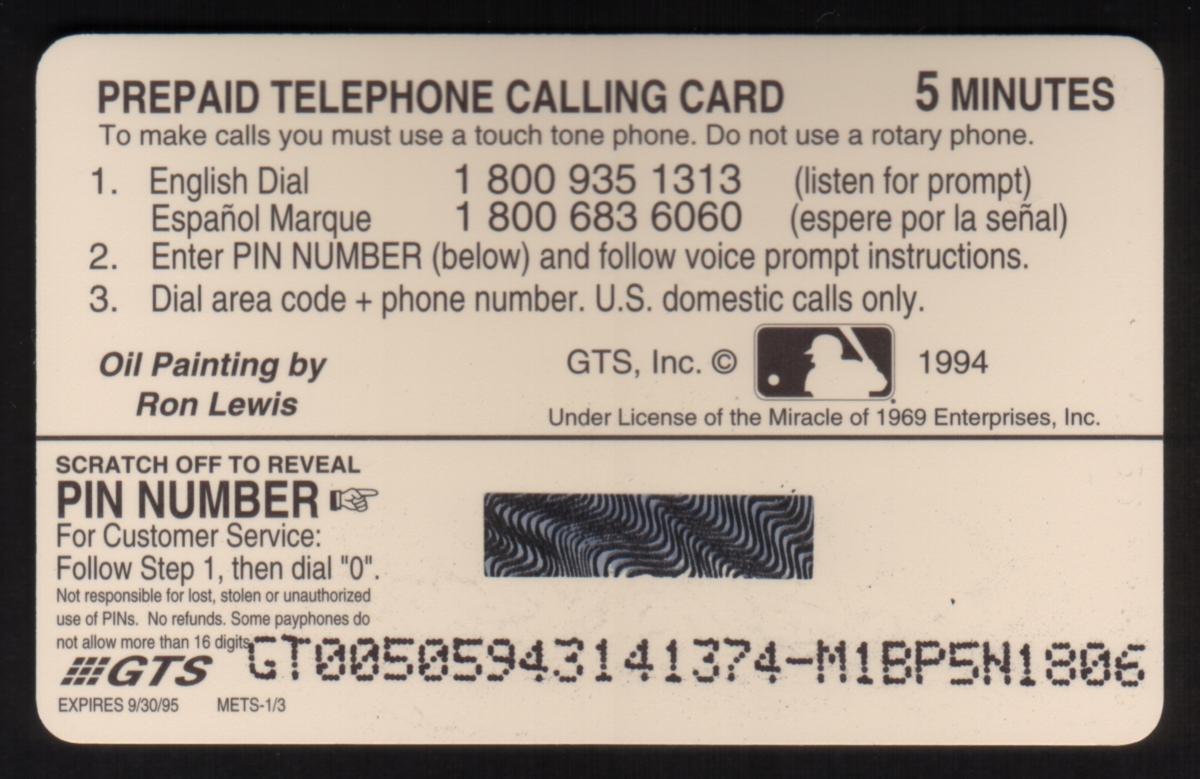 PREPAID TELEPHONE CALLING CARD 5 MINUTES
To make calls you must use a touch tone phone. Do not use a rotary phone.
1. English Dial 1 800 935 1313 (listen for prompt)
Español Marque 1 800 683 6060 (espere por la señal)
2. Enter PIN NUMBER (below) and follow voice prompt instructions.
3. Dial area code + phone number. U.S. domestic calls only.
Oil Painting by
Ron Lewis
GTS, Inc. © 1994
Under License of the Miracle of 1969 Enterprises, Inc.
SCRATCH OFF TO REVEAL
PIN NUMBER
For Customer Service:
Follow Step 1, then dial "0".
Not responsible for lost, stolen or unauthorized
use of PINs. No refunds. Some payphones do
not allow more than 16 digits
GTS
GT00505943141374-M1BP5N1806
EXPIRES 9/30/95 METS-1/3